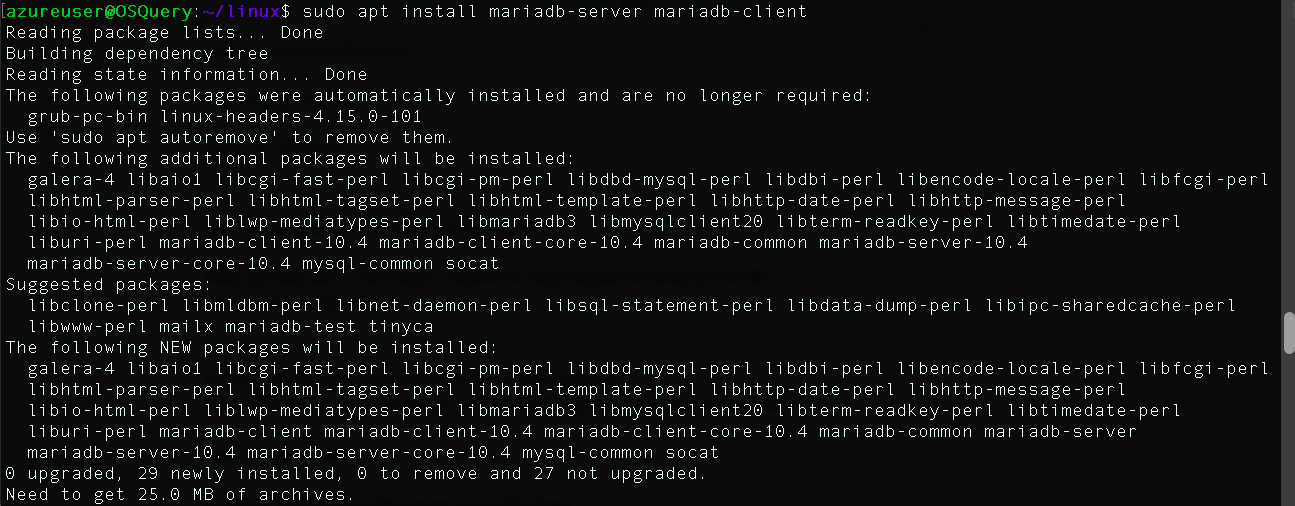 [azureuser@OSQuery:~/linux$ sudo apt install mariadb-server mariadb-client
Reading package lists... Done
Building dependency tree
Reading state information... Done
The following packages were automatically installed and are no longer required:
  grub-pc-bin linux-headers-4.15.0-101
Use 'sudo apt autoremove' to remove them.
The following additional packages will be installed:
  galera-4 libaio1 libcgi-fast-perl libcgi-pm-perl libdbd-mysql-perl libdbi-perl libencode-locale-perl libfcgi-perl
  libhtml-parser-perl libhtml-tagset-perl libhtml-template-perl libhttp-date-perl libhttp-message-perl
  libio-html-perl liblwp-mediatypes-perl libmariadb3 libmysqlclient20 libterm-readkey-perl libtimedate-perl
  liburi-perl mariadb-client-10.4 mariadb-client-core-10.4 mariadb-common mariadb-server-10.4
  mariadb-server-core-10.4 mysql-common socat
Suggested packages:
  libclone-perl libmldbm-perl libnet-daemon-perl libsql-statement-perl libdata-dump-perl libipc-sharedcache-perl
  libwww-perl mailx mariadb-test tinyca
The following NEW packages will be installed:
  galera-4 libaio1 libcgi-fast-perl libcgi-pm-perl libdbd-mysql-perl libdbi-perl libencode-locale-perl libfcgi-perl
  libhtml-parser-perl libhtml-tagset-perl libhtml-template-perl libhttp-date-perl libhttp-message-perl
  libio-html-perl liblwp-mediatypes-perl libmariadb3 libmysqlclient20 libterm-readkey-perl libtimedate-perl
  liburi-perl mariadb-client mariadb-client-10.4 mariadb-client-core-10.4 mariadb-common mariadb-server
  mariadb-server-10.4 mariadb-server-core-10.4 mysql-common socat
0 upgraded, 29 newly installed, 0 to remove and 27 not upgraded.
Need to get 25.0 MB of archives.